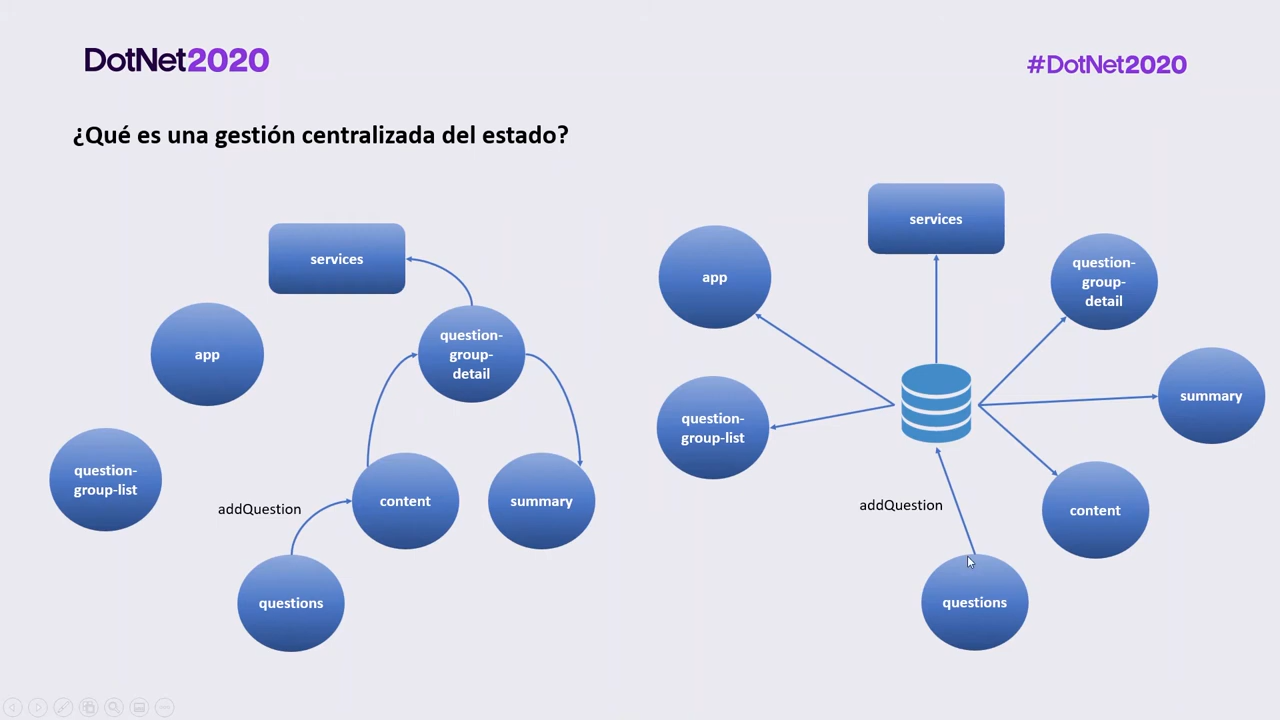 DotNet2020
#DotNet2020
¿Qué es una gestión centralizada del estado?
services
app
question-
group-
detail
question-
group-list
addQuestion
content
summary
questions
services
app
question-
group-
detail
question-
group-list
summary
addQuestion
content
questions